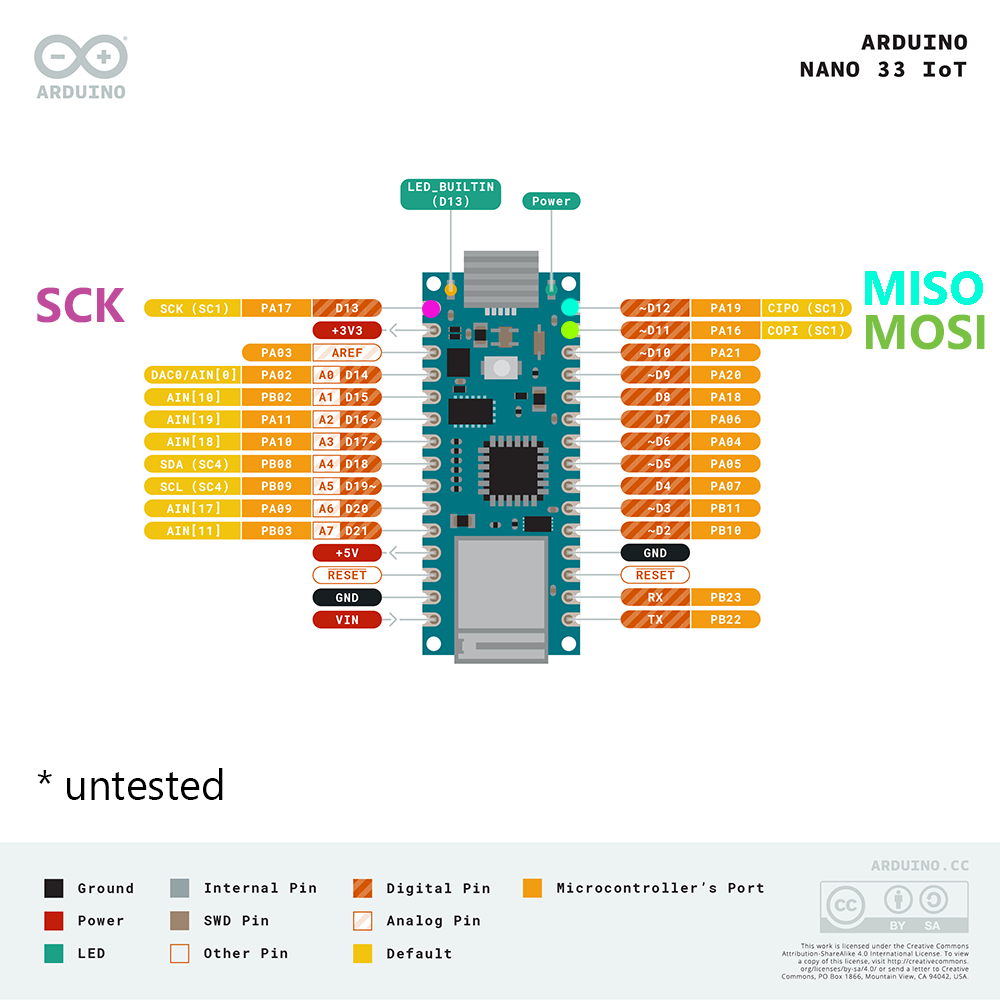 ARDUINO
ARDUINO
NANO 33 IoT
LED_BUILTIN
(D13)
Power
SCK
MISO
MOSI
SCK (SC1) PA17 D13
~D12 PA19 CIPO (SC1)
+3V3
~D11 PA16 COPI (SC1)
PA03 AREF
~D10 PA21
DAC0/AIN[0] PA02 A0 D14
~D9 PA20
AIN[10] PB02 A1 D15
D8 PA18
AIN[19] PA11 A2 D16~
D7 PA06
AIN[18] PA10 A3 D17~
~D6 PA04
SDA (SC4) PB08 A4 D18
~D5 PA05
SCL (SC4) PB09 A5 D19~
D4 PA07
AIN[17] PA09 A6 D20
~D3 PB11
AIN[11] PB03 A7 D21
~D2 PB10
+5V
GND
RESET
RESET
GND
RX PB23
VIN
TX PB22
* untested
Ground
Internal Pin
Digital Pin
Microcontroller's Port
Power
SWD Pin
Analog Pin
LED
Other Pin
Default
ARDUINO.CC
CC
BY SA
This work is licensed under the Creative Commons
Attribution-ShareAlike 4.0 International License. To view
a copy of this license, visit http://creativecommons.
org/licenses/by-sa/4.0/ or send a letter to Creative
Commons, PO Box 1866, Mountain View, CA 94042, USA.